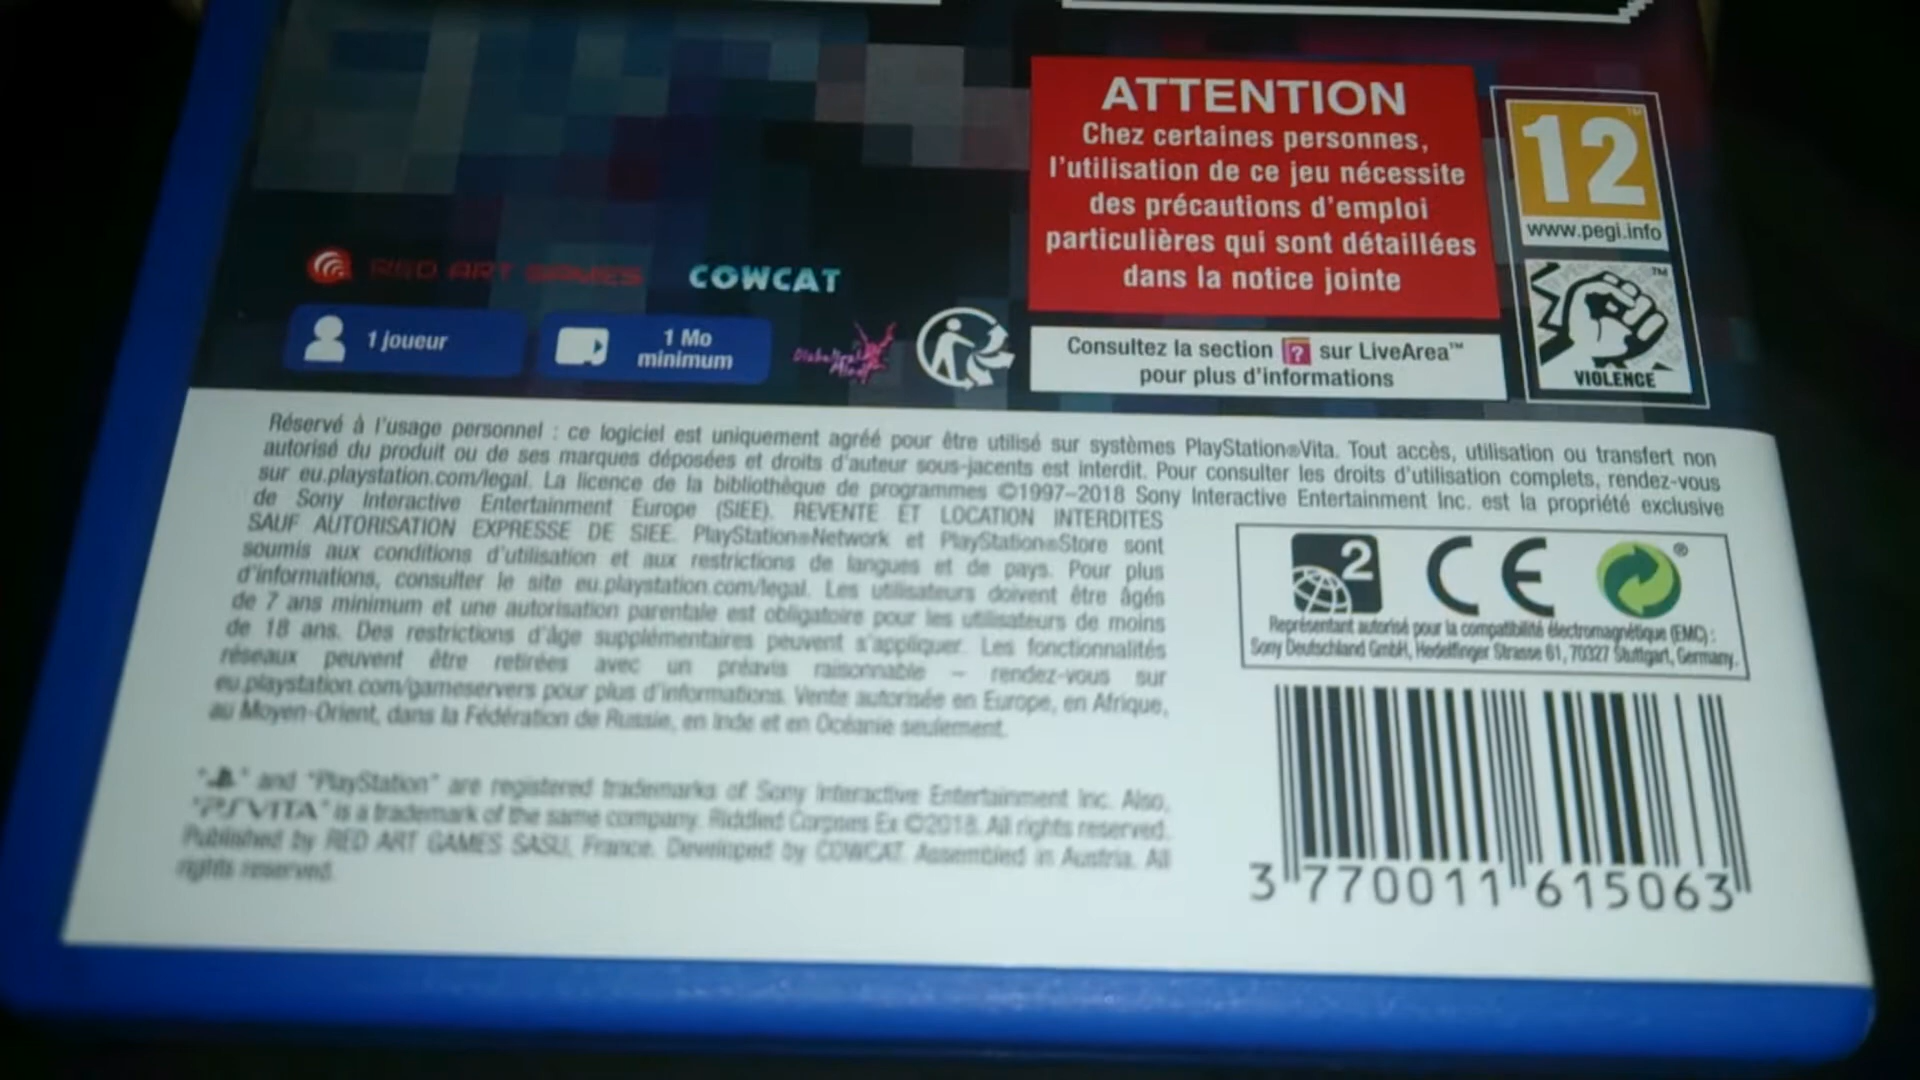 ATTENTION
Chez certaines personnes,
l'utilisation de ce jeu nécessite
des précautions d'emploi
particulières qui sont détaillées
dans la notice jointe
12
www.pegi.info
VIOLENCE
RED ART GAMES
COWCAT
1 joueur
1 Mo
minimum
Diabolical
Mind
Consultez la section ? sur LiveArea™
pour plus d'informations
Réservé à l'usage personnel : ce logiciel est uniquement agréé pour être utilisé sur systèmes PlayStation®Vita. Tout accès, utilisation ou transfert non
autorisé du produit ou de ses marques déposées et droits d'auteur sous-jacents est interdit. Pour consulter les droits d'utilisation complets, rendez-vous
sur eu.playstation.com/legal. La licence de la bibliothèque de programmes ©1997–2018 Sony Interactive Entertainment Inc. est la propriété exclusive
de Sony Interactive Entertainment Europe (SIEE). REVENTE ET LOCATION INTERDITES
SAUF AUTORISATION EXPRESSE DE SIEE. PlayStation®Network et PlayStation®Store sont
soumis aux conditions d'utilisation et aux restrictions de langues et de pays. Pour plus
d'informations, consulter le site eu.playstation.com/legal. Les utilisateurs doivent être âgés
de 7 ans minimum et une autorisation parentale est obligatoire pour les utilisateurs de moins
de 18 ans. Des restrictions d'âge supplémentaires peuvent s'appliquer. Les fonctionnalités
réseaux peuvent être retirées avec un préavis raisonnable – rendez-vous sur
eu.playstation.com/gameservers pour plus d'informations. Vente autorisée en Europe, en Afrique,
au Moyen-Orient, dans la Fédération de Russie, en Inde et en Océanie seulement.
2 CE ®
Représentant autorisé pour la compatibilité électromagnétique (EMC) :
Sony Deutschland GmbH, Hedelfinger Strasse 61, 70327 Stuttgart, Germany.
" " and "PlayStation" are registered trademarks of Sony Interactive Entertainment Inc. Also,
"PSVITA" is a trademark of the same company. Riddled Corpses Ex ©2018. All rights reserved.
Published by RED ART GAMES SASU, France. Developed by COWCAT. Assembled in Austria. All
rights reserved.
3 770011 615063